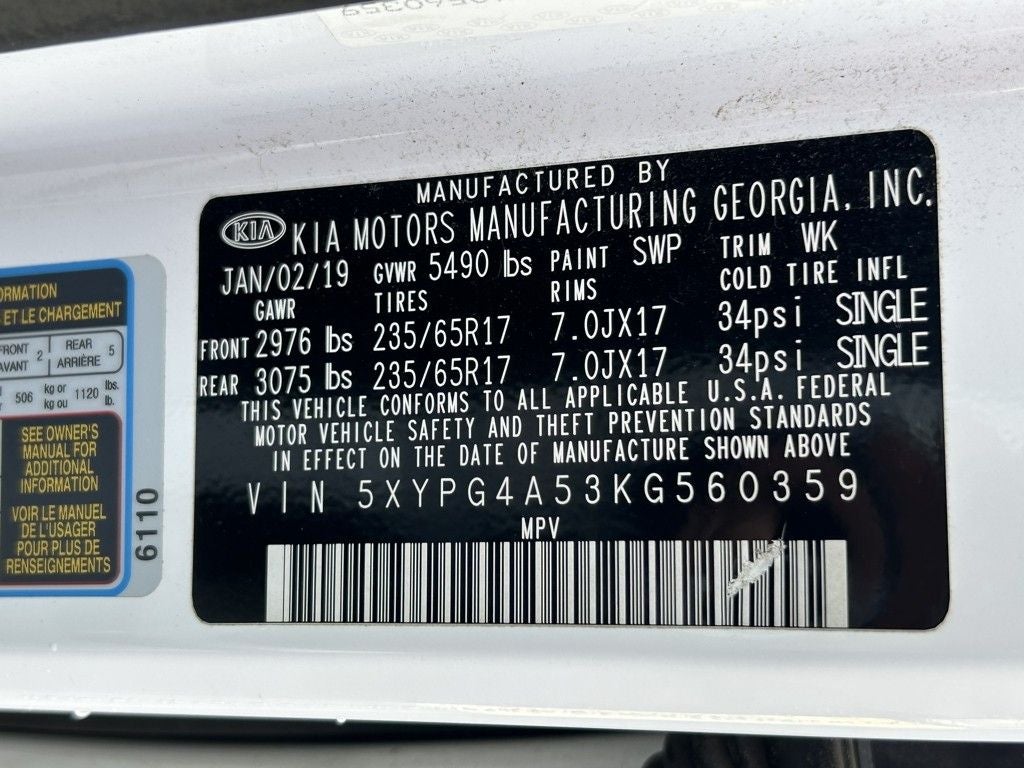 0560359
MANUFACTURED BY
KIA KIA MOTORS MANUFACTURING GEORGIA, INC.
JAN/02/19 GVWR 5490 lbs PAINT SWP TRIM WK
GAWR TIRES RIMS COLD TIRE INFL
FRONT 2976 lbs 235/65R17 7.0JX17 34psi SINGLE
REAR 3075 lbs 235/65R17 7.0JX17 34psi SINGLE
THIS VEHICLE CONFORMS TO ALL APPLICABLE U.S.A. FEDERAL
MOTOR VEHICLE SAFETY AND THEFT PREVENTION STANDARDS
IN EFFECT ON THE DATE OF MANUFACTURE SHOWN ABOVE
VIN 5XYPG4A53KG560359
MPV
ORMATION
ET LE CHARGEMENT
FRONT 2 REAR 5
AVANT ARRIÈRE
506 kg or 1120 lbs.
kg ou lb.
SEE OWNER'S
MANUAL FOR
ADDITIONAL
INFORMATION
VOIR LE MANUEL
DE L'USAGER
POUR PLUS DE
RENSEIGNEMENTS
6110